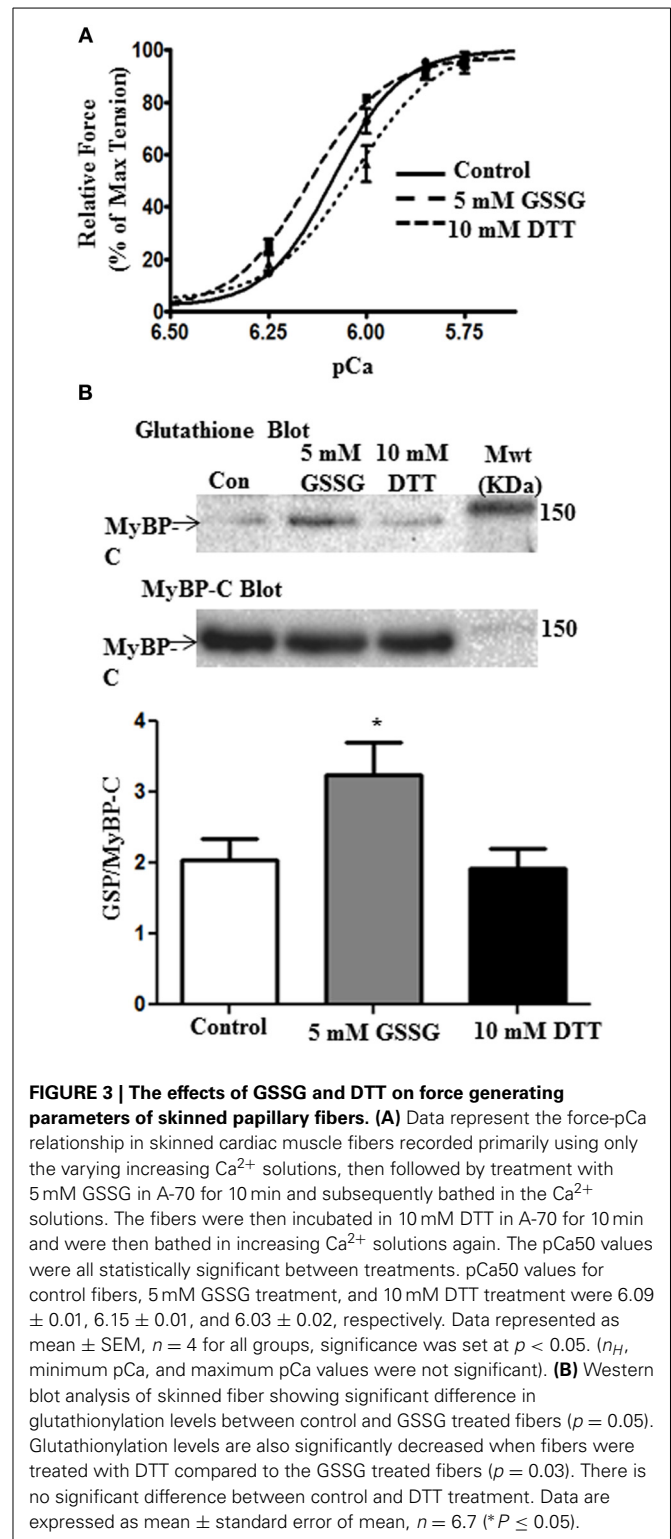 A
100
80
60
40
20
0
Relative Force
(% of Max Tension)
Control
5 mM GSSG
10 mM DTT
6.50
6.25
6.00
5.75
pCa
B
Glutathione Blot
Con
5 mM
GSSG
10 mM
DTT
Mwt
(KDa)
MyBP-
C
150
MyBP-C Blot
MyBP-
C
150
4
3
2
1
0
GSP/MyBP-C
*
Control
5 mM GSSG
10 mM DTT
FIGURE 3 | The effects of GSSG and DTT on force generating
parameters of skinned papillary fibers. (A) Data represent the force-pCa
relationship in skinned cardiac muscle fibers recorded primarily using only
the varying increasing Ca²⁺ solutions, then followed by treatment with
5 mM GSSG in A-70 for 10 min and subsequently bathed in the Ca²⁺
solutions. The fibers were then incubated in 10 mM DTT in A-70 for 10 min
and were then bathed in increasing Ca²⁺ solutions again. The pCa50 values
were all statistically significant between treatments. pCa50 values for
control fibers, 5 mM GSSG treatment, and 10 mM DTT treatment were 6.09
± 0.01, 6.15 ± 0.01, and 6.03 ± 0.02, respectively. Data represented as
mean ± SEM, n = 4 for all groups, significance was set at p < 0.05. (nH,
minimum pCa, and maximum pCa values were not significant). (B) Western
blot analysis of skinned fiber showing significant difference in
glutathionylation levels between control and GSSG treated fibers (p = 0.05).
Glutathionylation levels are also significantly decreased when fibers were
treated with DTT compared to the GSSG treated fibers (p = 0.03). There is
no significant difference between control and DTT treatment. Data are
expressed as mean ± standard error of mean, n = 6.7 (*P ≤ 0.05).